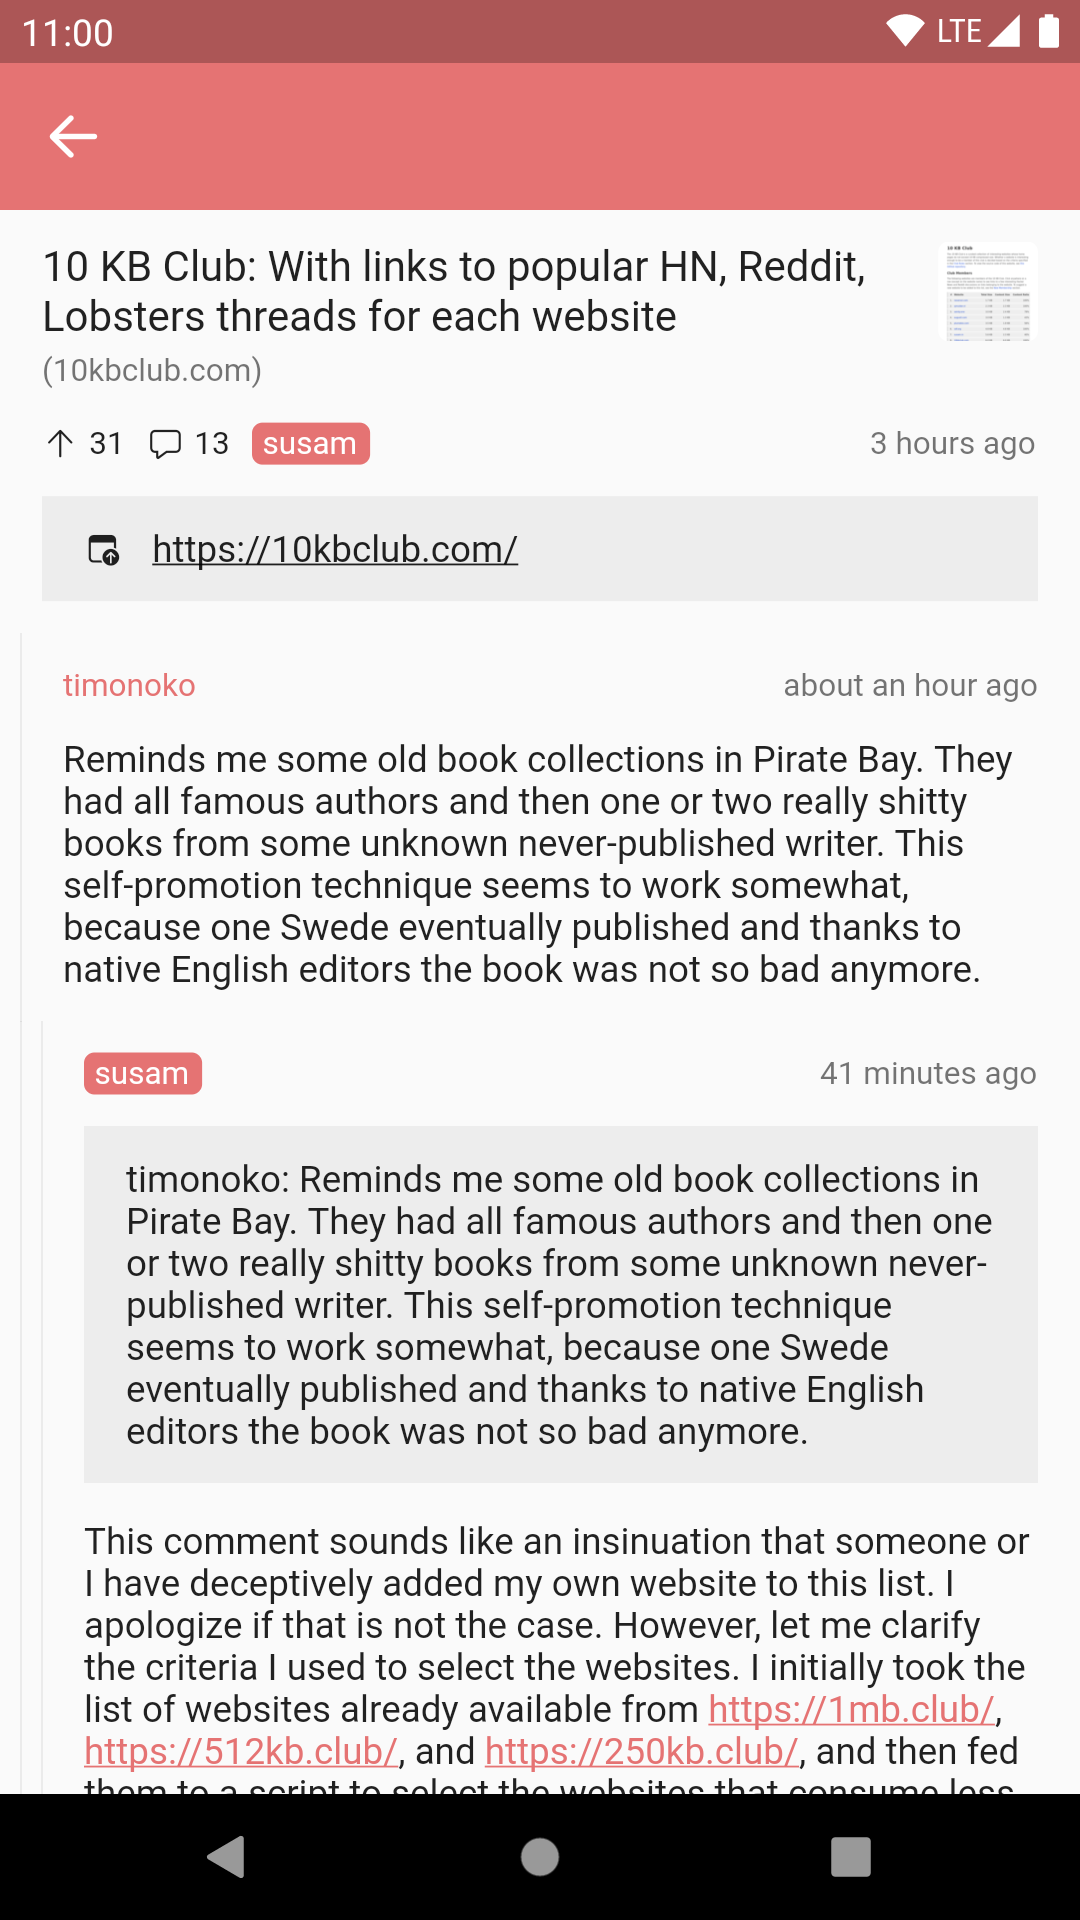 11:00
LTE
10 KB Club: With links to popular HN, Reddit,
Lobsters threads for each website
(10kbclub.com)
31 13 susam 3 hours ago
https://10kbclub.com/
timonoko about an hour ago
Reminds me some old book collections in Pirate Bay. They
had all famous authors and then one or two really shitty
books from some unknown never-published writer. This
self-promotion technique seems to work somewhat,
because one Swede eventually published and thanks to
native English editors the book was not so bad anymore.
susam 41 minutes ago
timonoko: Reminds me some old book collections in
Pirate Bay. They had all famous authors and then one
or two really shitty books from some unknown never-
published writer. This self-promotion technique
seems to work somewhat, because one Swede
eventually published and thanks to native English
editors the book was not so bad anymore.
This comment sounds like an insinuation that someone or
I have deceptively added my own website to this list. I
apologize if that is not the case. However, let me clarify
the criteria I used to select the websites. I initially took the
list of websites already available from https://1mb.club/,
https://512kb.club/, and https://250kb.club/, and then fed
them to a script to select the websites that consume less